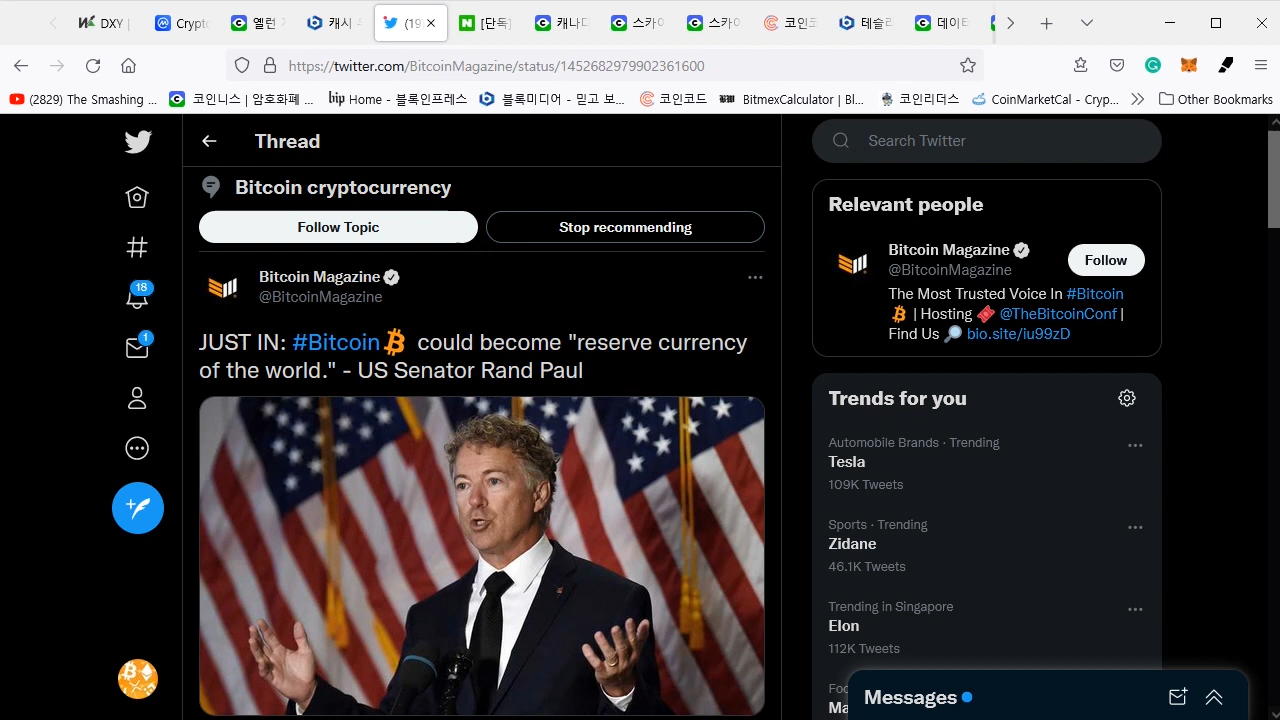 DXY |
Crypt
옐런
캐시
(19
[단독]
캐나다
스카이
스카이
코인코
테슬라
데이터
https://twitter.com/BitcoinMagazine/status/1452682979902361600
(2829) The Smashing ...
코인니스 | 암호화폐 ...
bip Home - 블록인프레스
블록미디어 - 믿고 보...
코인코드
BitmexCalculator | Bl...
코인리더스
CoinMarketCal - Cryp...
Other Bookmarks
Thread
Search Twitter
Bitcoin cryptocurrency
Follow Topic
Stop recommending
Bitcoin Magazine
@BitcoinMagazine
JUST IN: #Bitcoin could become "reserve currency
of the world." - US Senator Rand Paul
18
1
Relevant people
Bitcoin Magazine
@BitcoinMagazine
Follow
The Most Trusted Voice In #Bitcoin
| Hosting @TheBitcoinConf |
Find Us bio.site/iu99zD
Trends for you
Automobile Brands · Trending
Tesla
109K Tweets
Sports · Trending
Zidane
46.1K Tweets
Trending in Singapore
Elon
112K Tweets
Messages